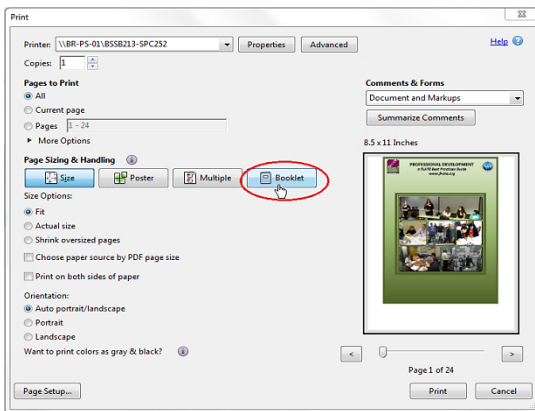 Print
Printer: \\BR-PS-01\BSSB213-SPC252 Properties Advanced Help
Copies: 1
Pages to Print
All
Current page
Pages 1 - 24
More Options
Comments & Forms
Document and Markups
Summarize Comments
Page Sizing & Handling
Size Poster Multiple Booklet
Size Options:
Fit
Actual size
Shrink oversized pages
Choose paper source by PDF page size
Print on both sides of paper
Orientation:
Auto portrait/landscape
Portrait
Landscape
Want to print colors as gray & black?
8.5 x 11 Inches
PROFESSIONAL DEVELOPMENT
< >
Page 1 of 24
Page Setup... Print Cancel